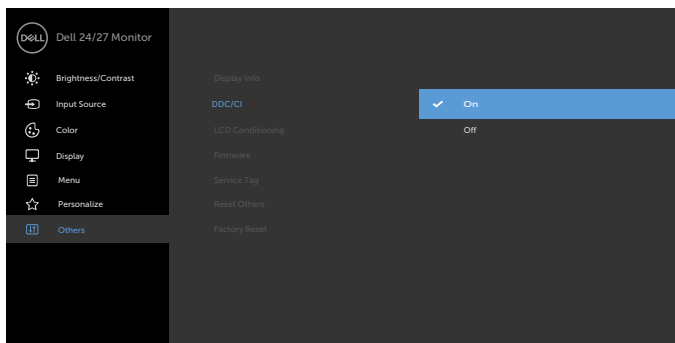 DELL Dell 24/27 Monitor
Brightness/Contrast
Display Info
Input Source
DDC/CI
On
Color
LCD Conditioning
Off
Display
Firmware
Menu
Service Tag
Personalize
Reset Others
Others
Factory Reset